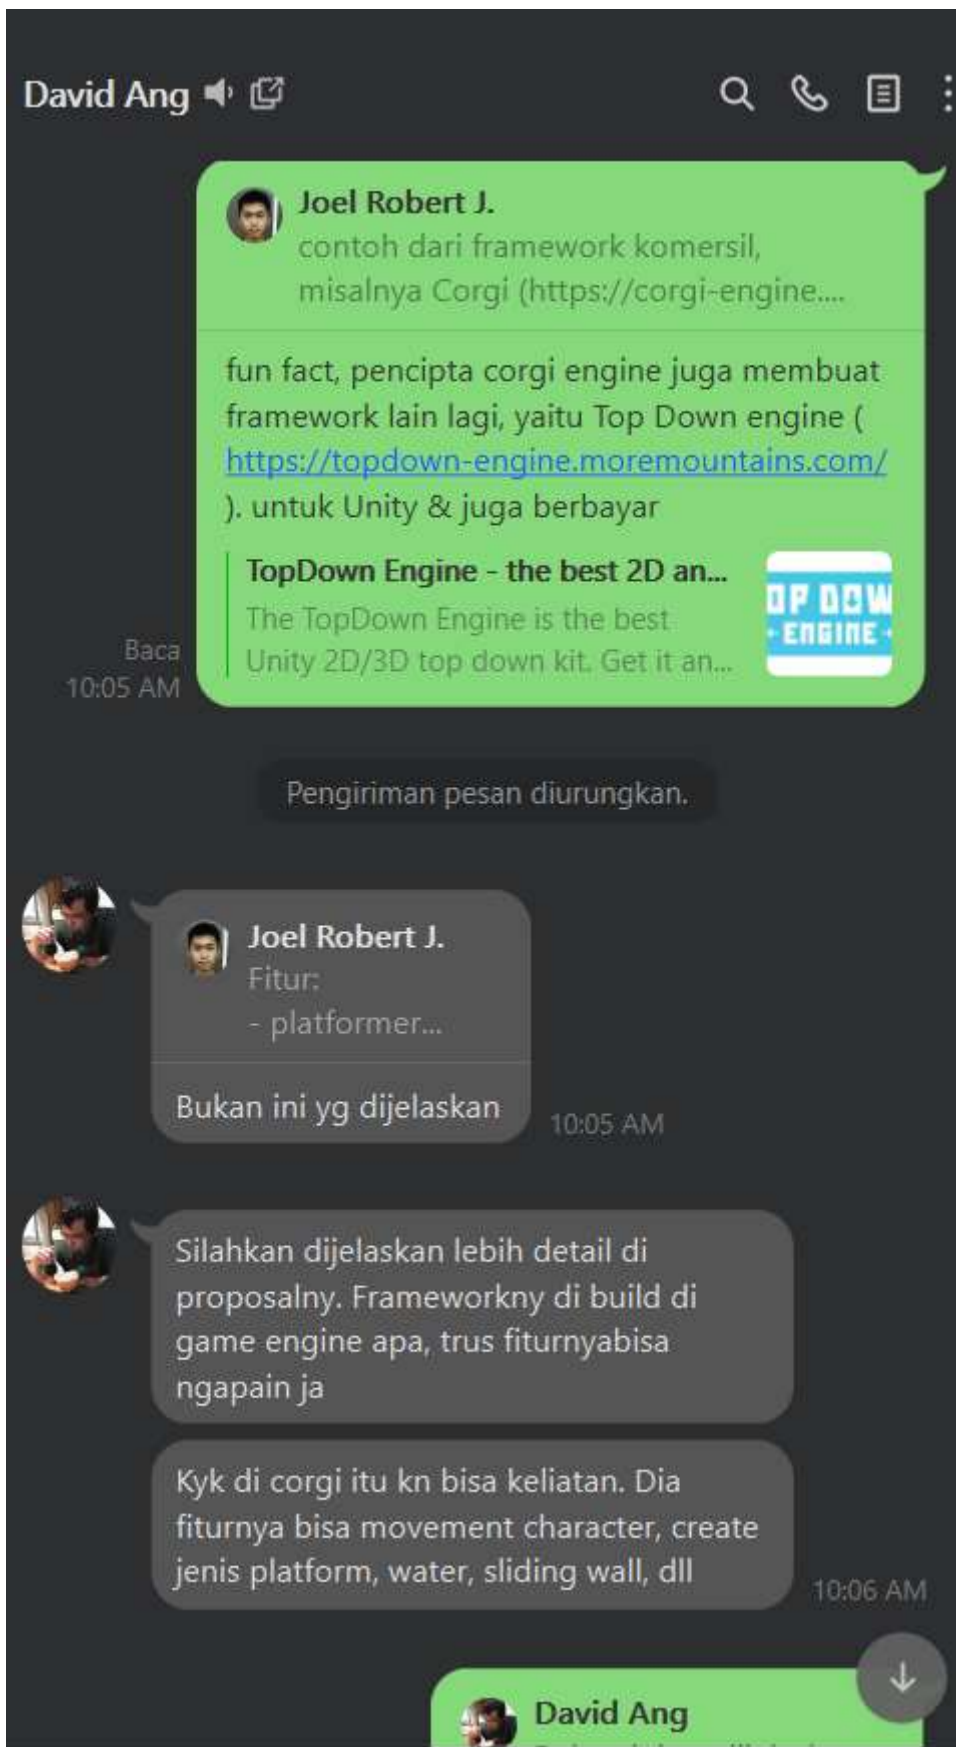 David Ang
Joel Robert J.
contoh dari framework komersil,
misalnya Corgi (https://corgi-engine....
fun fact, pencipta corgi engine juga membuat
framework lain lagi, yaitu Top Down engine (
https://topdown-engine.moremountains.com/
). untuk Unity & juga berbayar
TopDown Engine - the best 2D an...
The TopDown Engine is the best
Unity 2D/3D top down kit. Get it an...
OP DOW
ENGINE
Baca
10:05 AM
Pengiriman pesan diurungkan.
Joel Robert J.
Fitur:
- platformer...
Bukan ini yg dijelaskan
10:05 AM
Silahkan dijelaskan lebih detail di
proposalny. Frameworkny di build di
game engine apa, trus fiturnyabisa
ngapain ja
Kyk di corgi itu kn bisa keliatan. Dia
fiturnya bisa movement character, create
jenis platform, water, sliding wall, dll
10:06 AM
David Ang